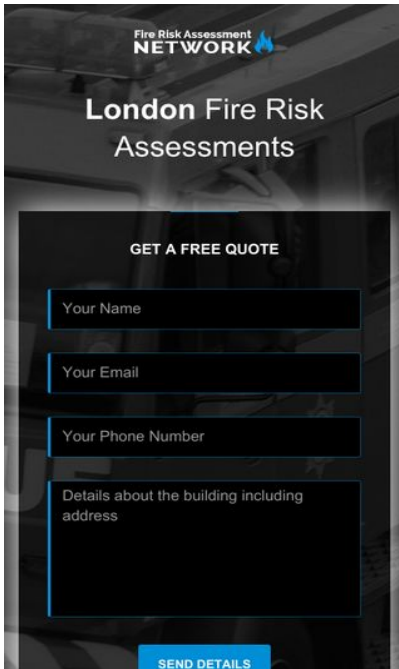 Fire Risk Assessment
NETWORK
London Fire Risk
Assessments
GET A FREE QUOTE
Your Name
Your Email
Your Phone Number
Details about the building including
address
SEND DETAILS